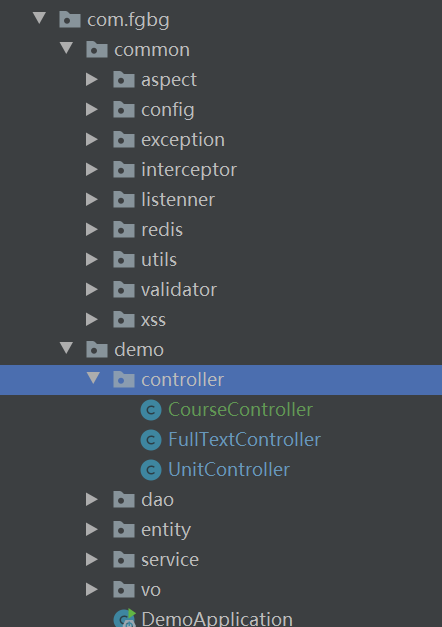 com.fgbg
common
aspect
config
exception
interceptor
listenner
redis
utils
validator
xss
demo
controller
CourseController
FullTextController
UnitController
dao
entity
service
vo
DemoApplication